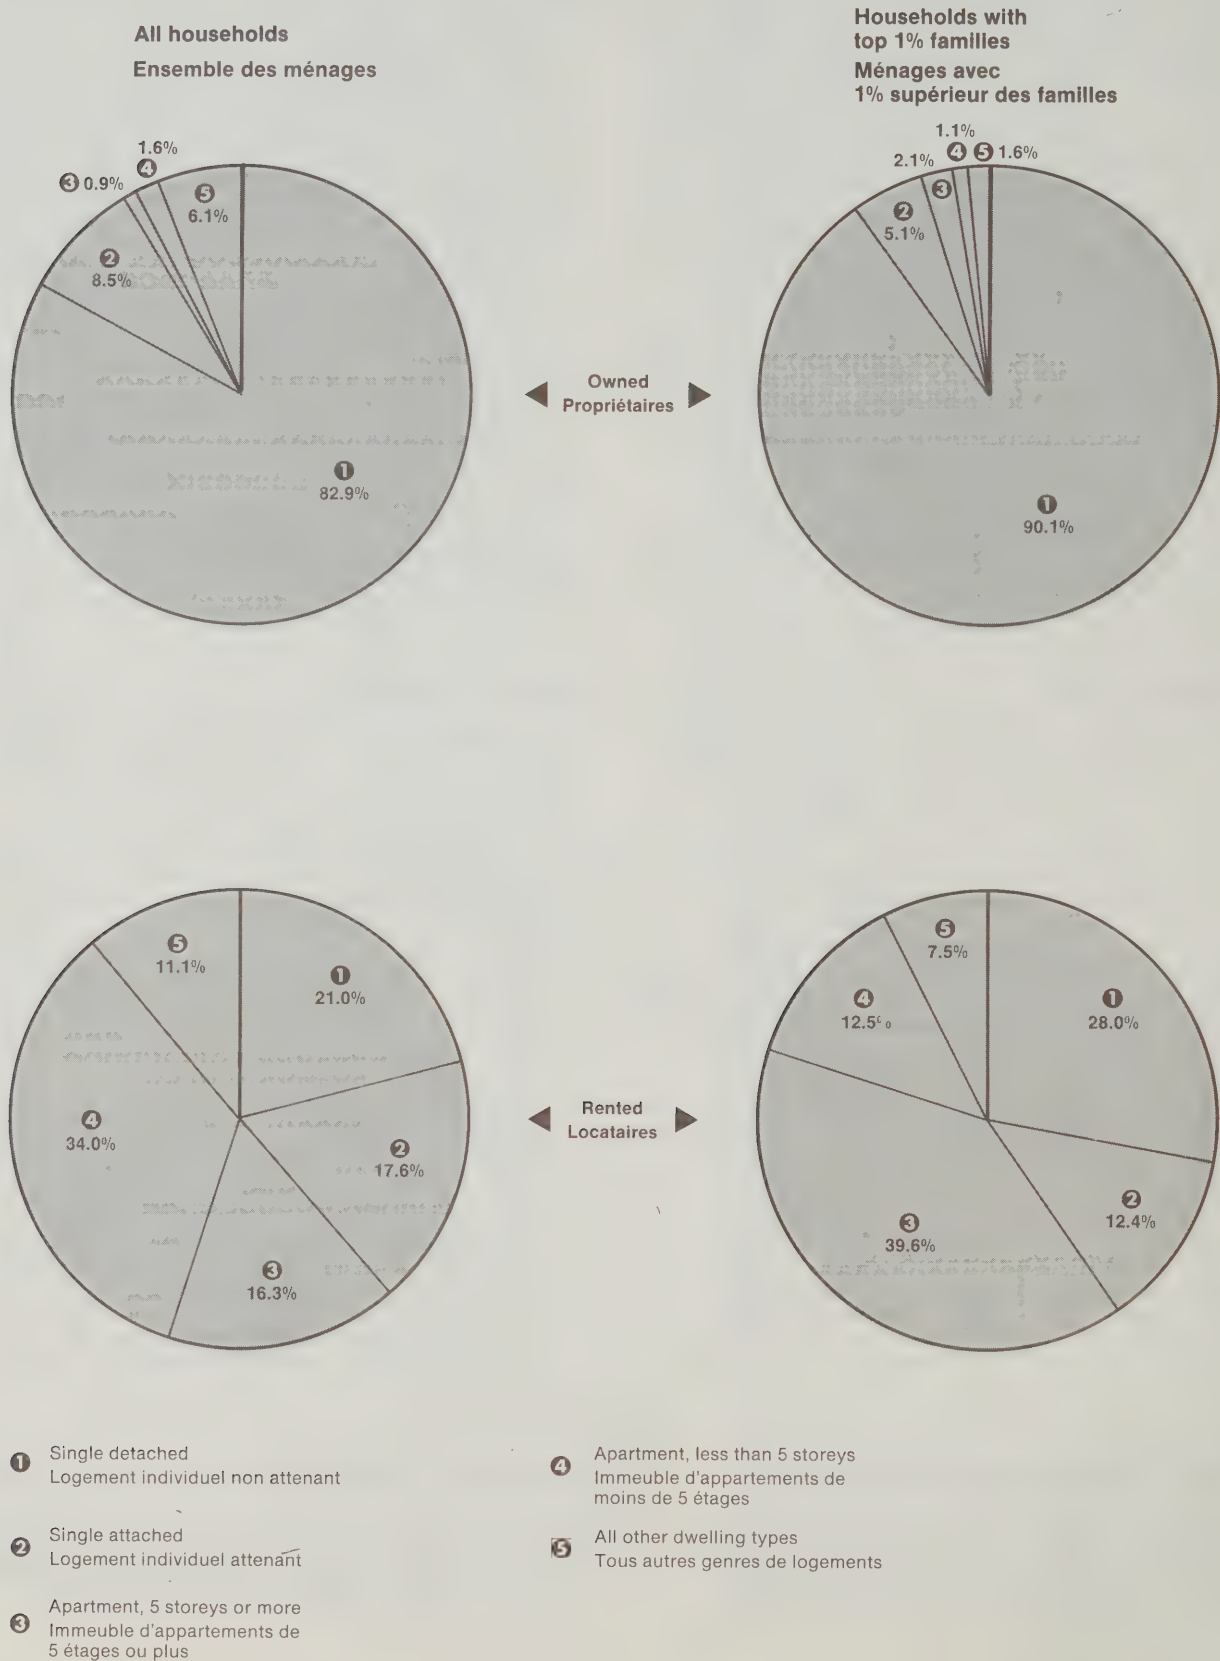 All households
Ensemble des ménages
Households with
top 1% familles
Ménages avec
1% supérieur des familles
1.6%
4
3 0.9%
5
6.1%
2
8.5%
1
82.9%
1.1%
2.1% 4 5 1.6%
3
2
5.1%
1
90.1%
Owned
Propriétaires
5
11.1%
1
21.0%
4
34.0%
2
17.6%
3
16.3%
5
7.5%
4
12.5%
1
28.0%
2
12.4%
3
39.6%
Rented
Locataires
1 Single detached
Logement individuel non attenant
2 Single attached
Logement individuel attenant
3 Apartment, 5 storeys or more
Immeuble d'appartements de
5 étages ou plus
4 Apartment, less than 5 storeys
Immeuble d'appartements de
moins de 5 étages
5 All other dwelling types
Tous autres genres de logements